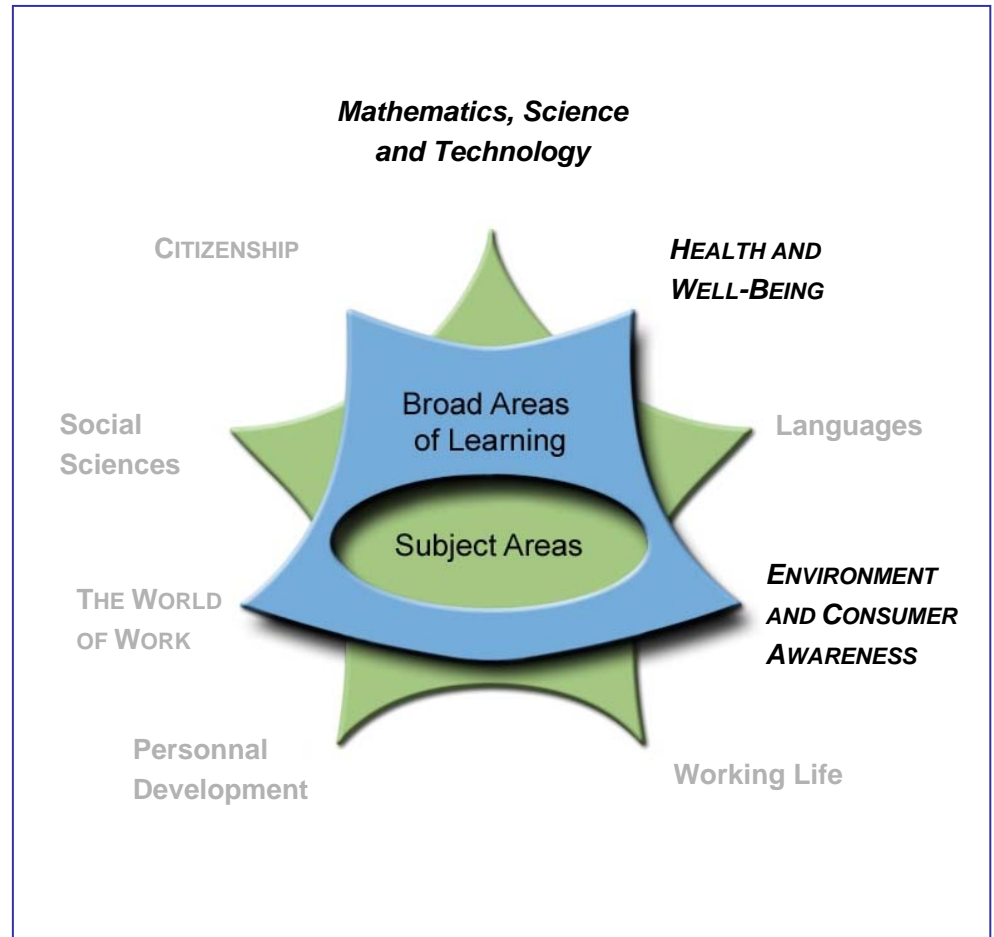 Mathematics, Science
and Technology
CITIZENSHIP
HEALTH AND
WELL-BEING
Broad Areas
of Learning
Social
Sciences
Languages
Subject Areas
THE WORLD
OF WORK
ENVIRONMENT
AND CONSUMER
AWARENESS
Personnal
Development
Working Life